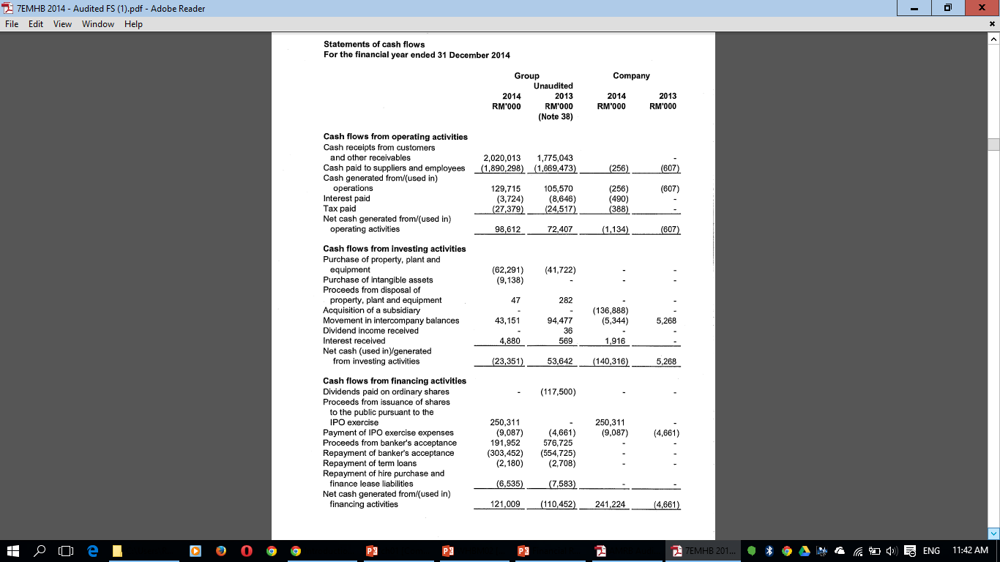 7EMHB 2014 - Audited FS (1).pdf - Adobe Reader
File Edit View Window Help
Statements of cash flows
For the financial year ended 31 December 2014
Group Company
Unaudited
2014 2013 2014 2013
RM'000 RM'000 RM'000 RM'000
(Note 38)
Cash flows from operating activities
Cash receipts from customers
and other receivables 2,020,013 1,775,043 -
Cash paid to suppliers and employees (1,890,298) (1,669,473) (256) (607)
Cash generated from/(used in)
operations 129,715 105,570 (256) (607)
Interest paid (3,724) (8,646) (490) -
Tax paid (27,379) (24,517) (388) -
Net cash generated from/(used in)
operating activities 98,612 72,407 (1,134) (607)
Cash flows from investing activities
Purchase of property, plant and
equipment (62,291) (41,722) - -
Purchase of intangible assets (9,138) - - -
Proceeds from disposal of
property, plant and equipment 47 282 - -
Acquisition of a subsidiary - - (136,888) -
Movement in intercompany balances 43,151 94,477 (5,344) 5,268
Dividend income received - 36 - -
Interest received 4,880 569 1,916 -
Net cash (used in)/generated
from investing activities (23,351) 53,642 (140,316) 5,268
Cash flows from financing activities
Dividends paid on ordinary shares - (117,500) - -
Proceeds from issuance of shares
to the public pursuant to the
IPO exercise 250,311 - 250,311 -
Payment of IPO exercise expenses (9,087) (4,661) (9,087) (4,661)
Proceeds from banker's acceptance 191,952 576,725 - -
Repayment of banker's acceptance (303,452) (554,725) - -
Repayment of term loans (2,180) (2,708) - -
Repayment of hire purchase and
finance lease liabilities (6,535) (7,583) - -
Net cash generated from/(used in)
financing activities 121,009 (110,452) 241,224 (4,661)
7EMHB 201... ENG 11:42 AM